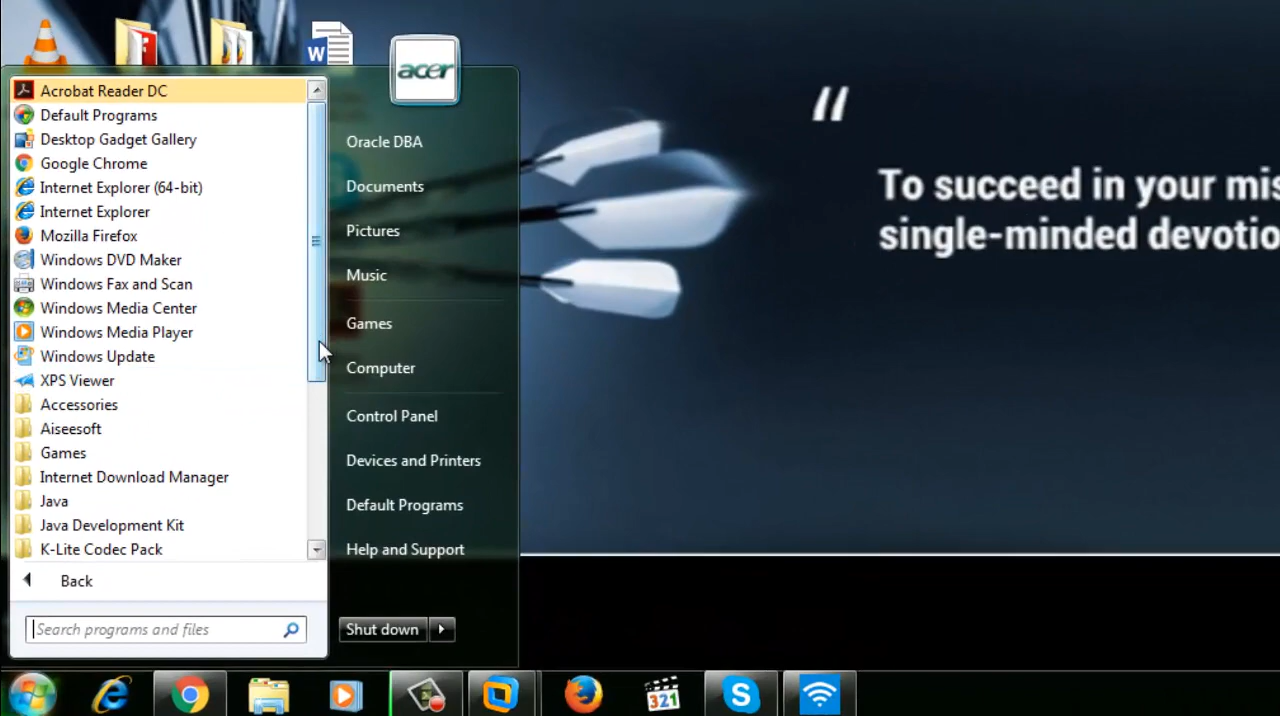 W
acer
Acrobat Reader DC
Default Programs
Desktop Gadget Gallery
Google Chrome
Internet Explorer (64-bit)
Internet Explorer
Mozilla Firefox
Windows DVD Maker
Windows Fax and Scan
Windows Media Center
Windows Media Player
Windows Update
XPS Viewer
Accessories
Aiseesoft
Games
Internet Download Manager
Java
Java Development Kit
K-Lite Codec Pack
Back
Search programs and files
Oracle DBA
Documents
Pictures
Music
Games
Computer
Control Panel
Devices and Printers
Default Programs
Help and Support
Shut down
“
To succeed in your mis
single-minded devotio
321
S